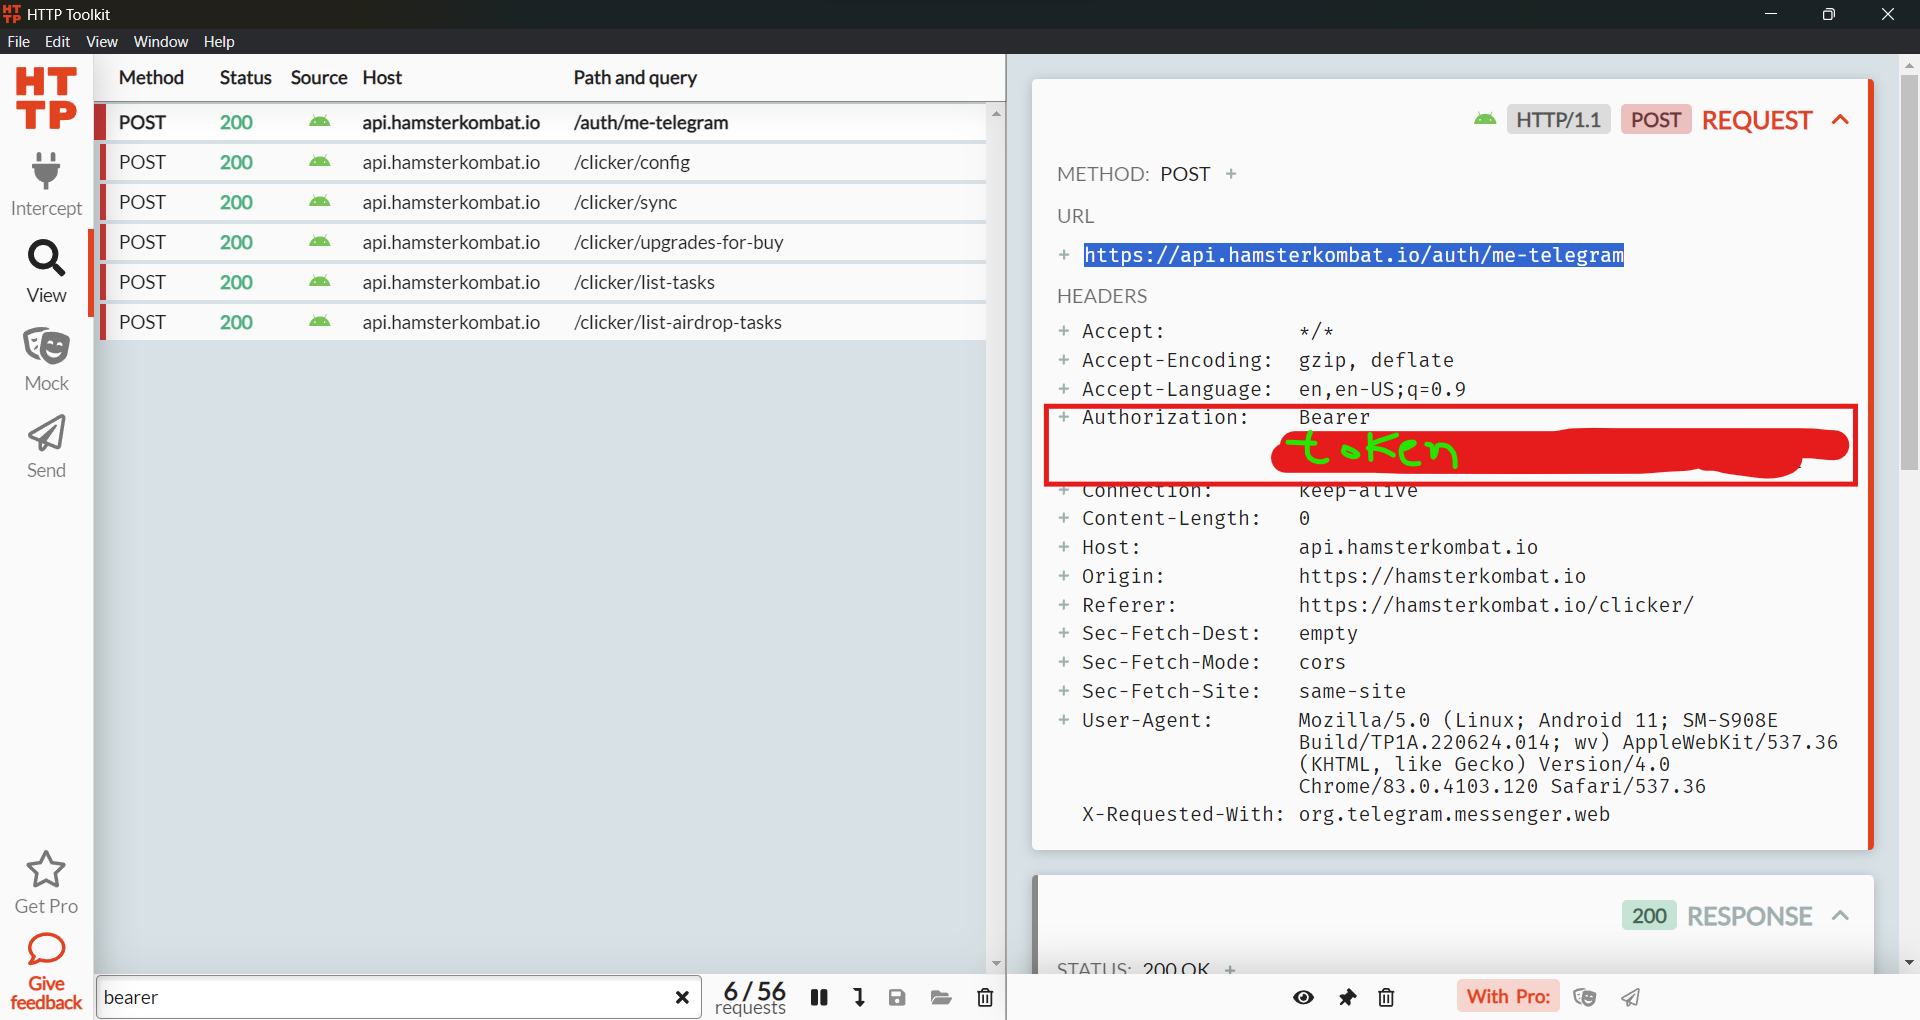 HTTP Toolkit
File Edit View Window Help
HT
TP
Intercept
View
Mock
Send
Get Pro
Give
feedback
Method Status Source Host Path and query
POST 200 api.hamsterkombat.io /auth/me-telegram
POST 200 api.hamsterkombat.io /clicker/config
POST 200 api.hamsterkombat.io /clicker/sync
POST 200 api.hamsterkombat.io /clicker/upgrades-for-buy
POST 200 api.hamsterkombat.io /clicker/list-tasks
POST 200 api.hamsterkombat.io /clicker/list-airdrop-tasks
bearer
6 / 56
requests
HTTP/1.1 POST REQUEST
METHOD: POST +
URL
+ https://api.hamsterkombat.io/auth/me-telegram
HEADERS
+ Accept: */*
+ Accept-Encoding: gzip, deflate
+ Accept-Language: en,en-US;q=0.9
+ Authorization: Bearer
token
+ Connection: keep-alive
+ Content-Length: 0
+ Host: api.hamsterkombat.io
+ Origin: https://hamsterkombat.io
+ Referer: https://hamsterkombat.io/clicker/
+ Sec-Fetch-Dest: empty
+ Sec-Fetch-Mode: cors
+ Sec-Fetch-Site: same-site
+ User-Agent: Mozilla/5.0 (Linux; Android 11; SM-S908E
Build/TP1A.220624.014; wv) AppleWebKit/537.36
(KHTML, like Gecko) Version/4.0
Chrome/83.0.4103.120 Safari/537.36
X-Requested-With: org.telegram.messenger.web
200 RESPONSE
STATUS: 200 OK +
With Pro: